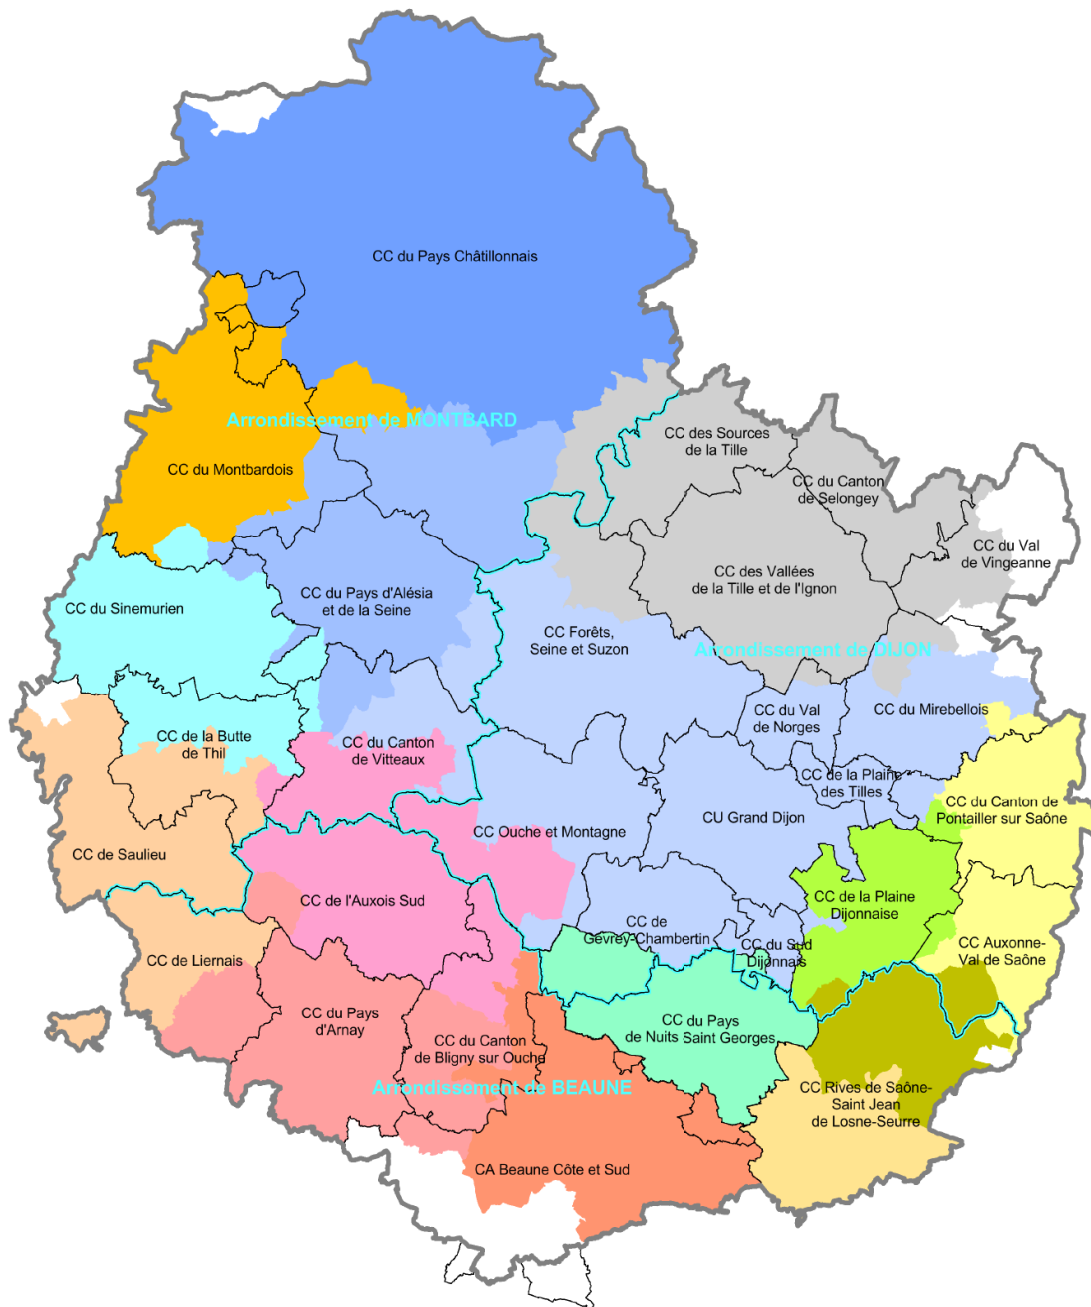 CC du Pays Châtillonnais
Arrondissement de MONTBARD
CC des Sources
de la Tille
CC du Montbardois
CC du Canton
de Selongey
CC du Val
de Vingeanne
CC des Vallées
de la Tille et de l'Ignon
CC du Pays d'Alésia
et de la Seine
CC du Sinemurien
CC Forêts,
Seine et Suzon
Arrondissement de DIJON
CC du Val
de Norges
CC du Mirebellois
CC de la Butte
de Thil
CC du Canton
de Vitteaux
CC de la Plaine
des Tilles
CC du Canton de
Pontailler sur Saône
CU Grand Dijon
CC Ouche et Montagne
CC de Saulieu
CC de l'Auxois Sud
CC de la Plaine
Dijonnaise
CC de
Gevrey-Chambertin
CC du Sud
Dijonnais
CC Auxonne-
Val de Saône
CC de Liernais
CC du Pays
d'Arnay
CC du Pays
de Nuits Saint Georges
CC du Canton
de Bligny sur Ouche
Arrondissement de BEAUNE
CC Rives de Saône-
Saint Jean
de Losne-Seurre
CA Beaune Côte et Sud